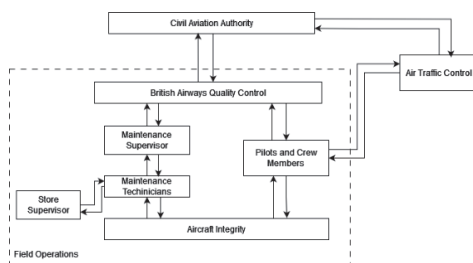 Civil Aviation Authority
Air Traffic Control
British Airways Quality Control
Maintenance
Supervisor
Pilots and Crew
Members
Maintenance
Techinicians
Store
Supervisor
Aircraft Integrity
Field Operations